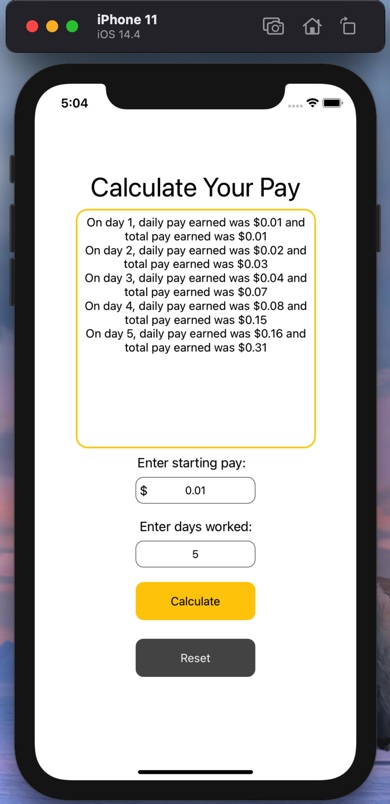 iPhone 11
iOS 14.4
5:04
Calculate Your Pay
On day 1, daily pay earned was $0.01 and
total pay earned was $0.01
On day 2, daily pay earned was $0.02 and
total pay earned was $0.03
On day 3, daily pay earned was $0.04 and
total pay earned was $0.07
On day 4, daily pay earned was $0.08 and
total pay earned was $0.15
On day 5, daily pay earned was $0.16 and
total pay earned was $0.31
Enter starting pay:
$ 0.01
Enter days worked:
5
Calculate
Reset